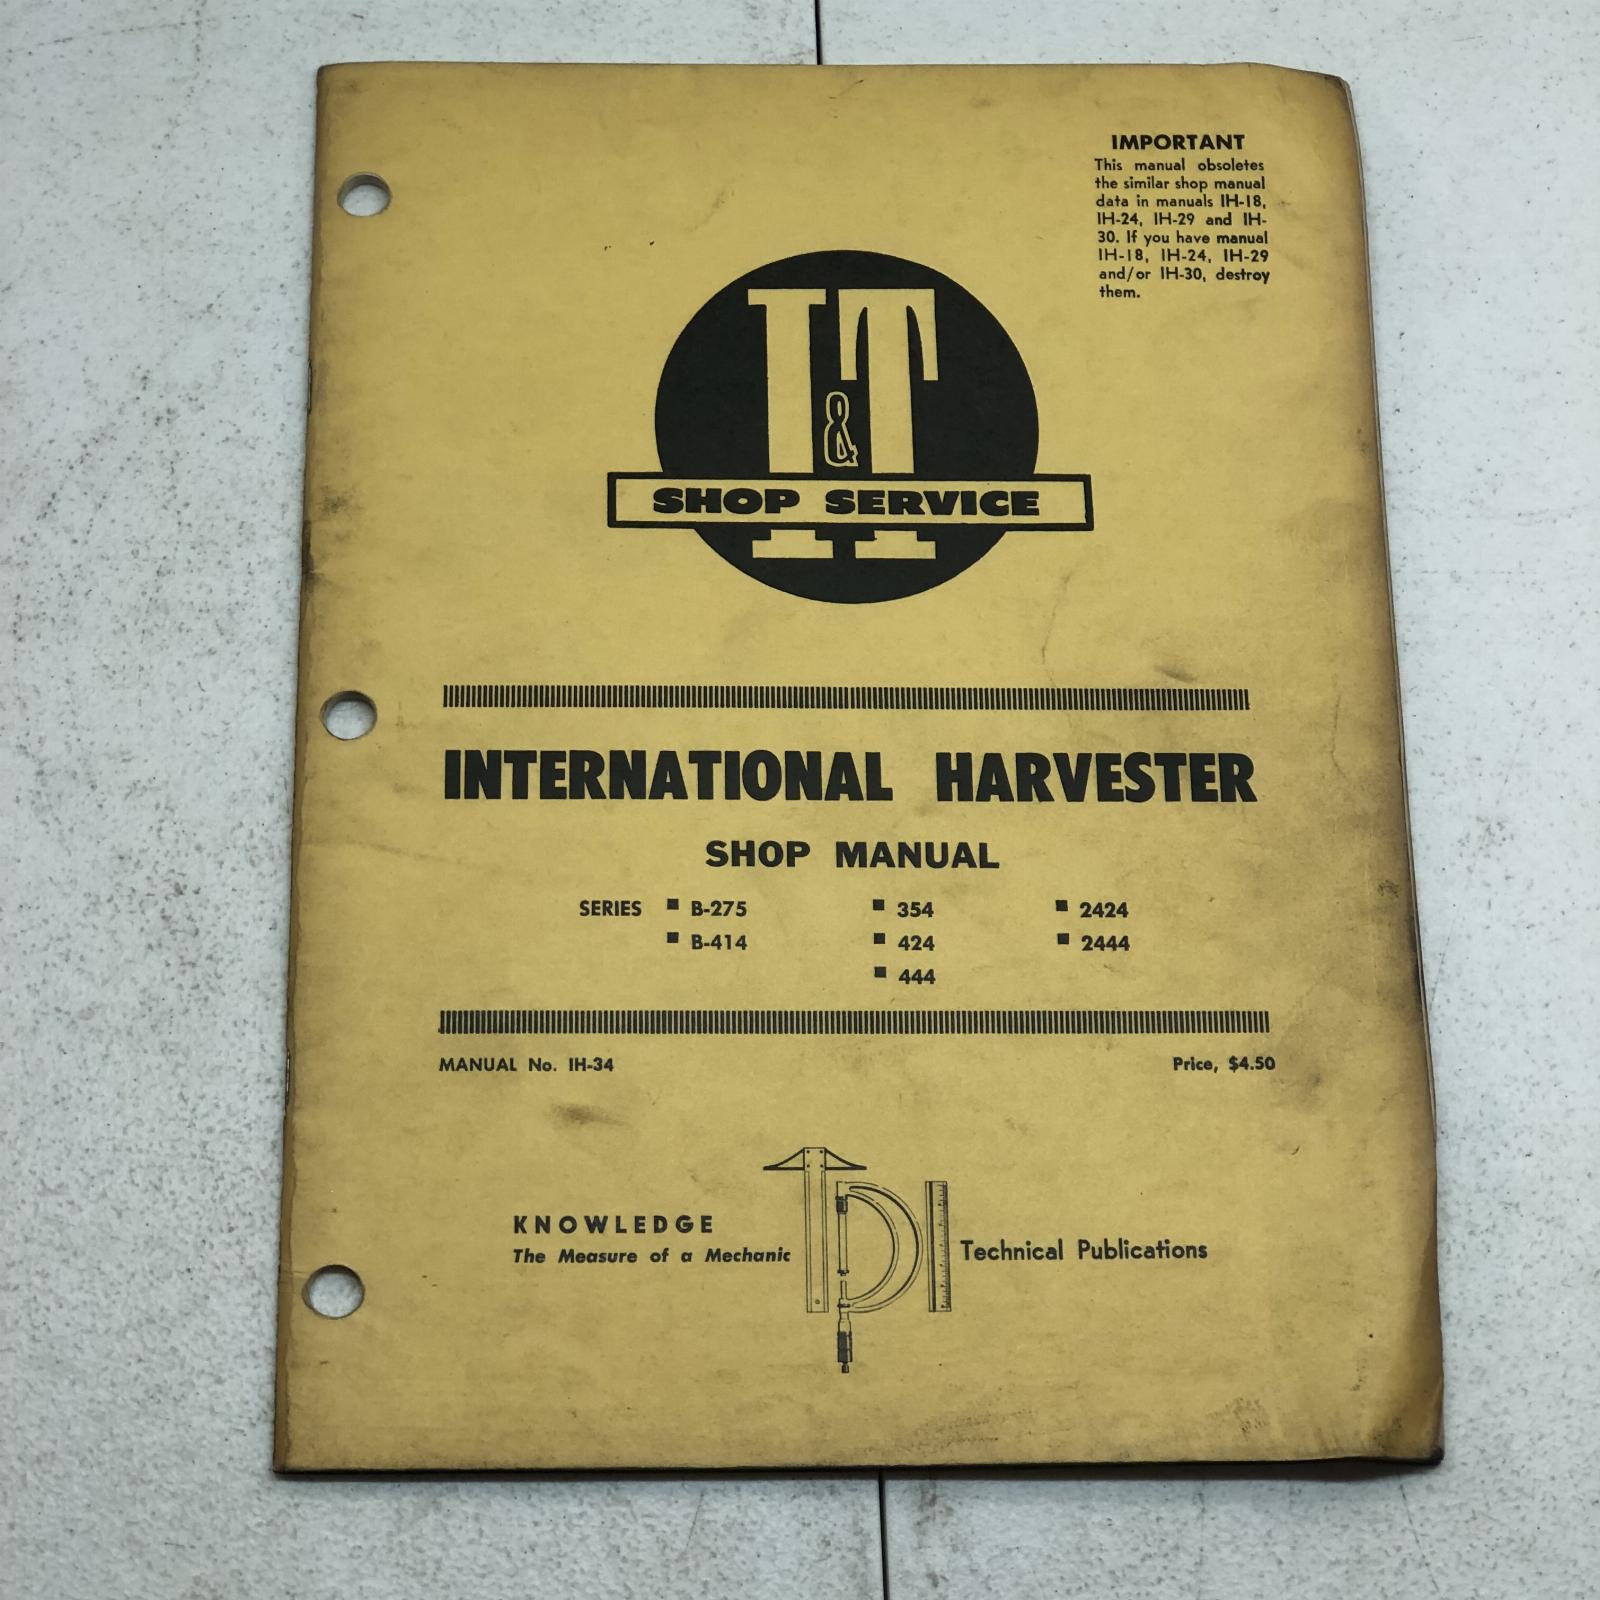 IMPORTANT
This manual obsoletes
the similar shop manual
data in manuals IH-18,
IH-24, IH-29 and IH-
30. If you have manual
IH-18, IH-24, IH-29
and/or IH-30, destroy
them.
I&T
SHOP SERVICE
INTERNATIONAL HARVESTER
SHOP MANUAL
SERIES ■ B-275 ■ 354 ■ 2424
■ B-414 ■ 424 ■ 2444
■ 444
MANUAL No. IH-34 Price, $4.50
KNOWLEDGE
The Measure of a Mechanic
TPI
Technical Publications